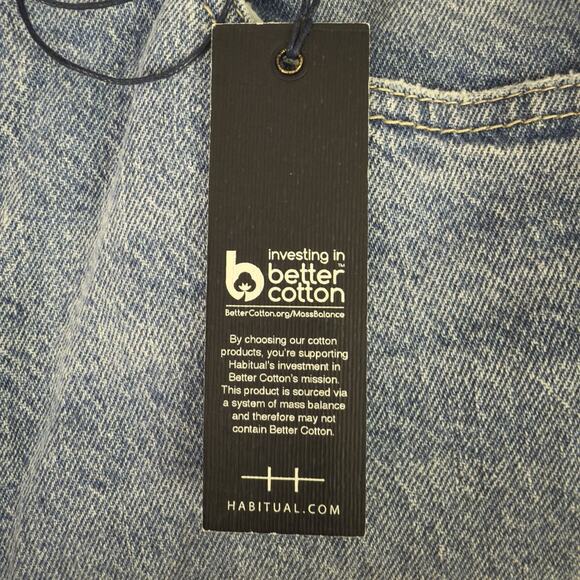 investing in
better™
cotton
BetterCotton.org/MassBalance
By choosing our cotton
products, you're supporting
Habitual's investment in
Better Cotton's mission.
This product is sourced via
a system of mass balance
and therefore may not
contain Better Cotton.
HABITUAL.COM